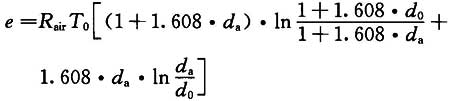 e = R_air T_0 [ (1 + 1.608 · d_a) · ln (1 + 1.608 · d_0)/(1 + 1.608 · d_a) +
1.608 · d_a · ln d_a/d_0 ]